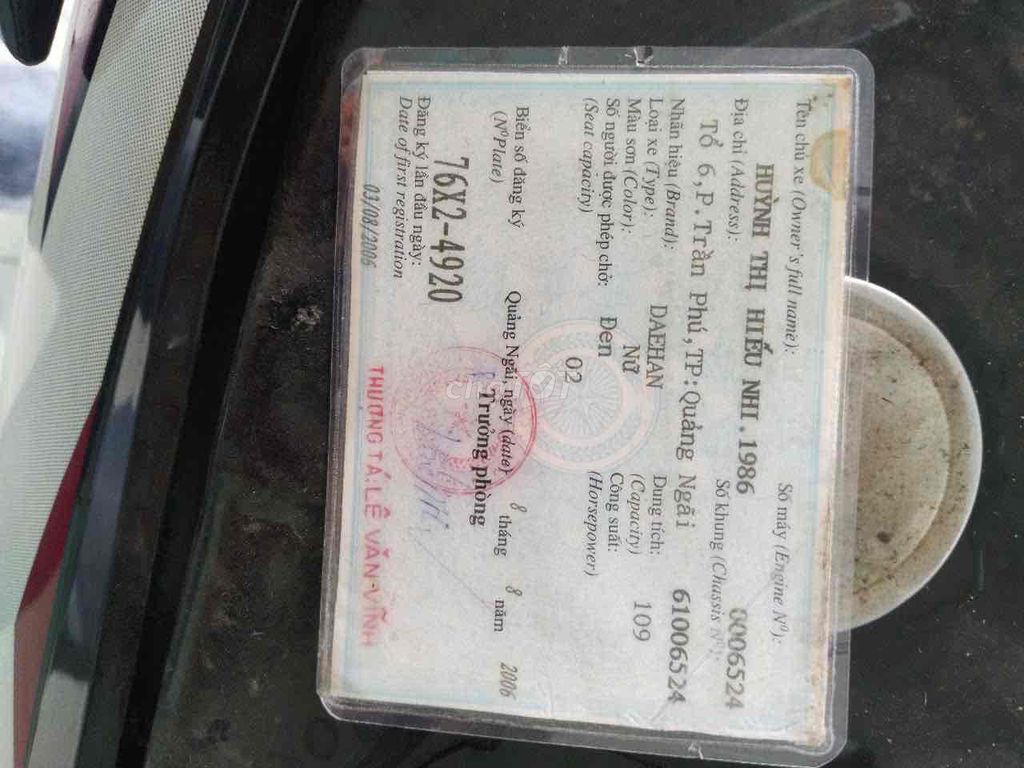 Tên chủ xe (Owner's full name): Số máy (Engine Nº):
HUỲNH THỊ HIẾU NHI.1986 0006524
Địa chỉ (Address): Số khung (Chassis Nº):
Tổ 6,P.Trần Phú,TP:Quảng Ngãi 61006524
Nhãn hiệu (Brand): DAEHAN Dung tích: 109
Loại xe (Type): Nữ (Capacity)
Màu sơn (Color): Đen Công suất:
Số người được phép chở: 02 (Horsepower)
(Seat capacity)
Biển số đăng ký Quảng Ngãi, ngày (date) 8 tháng 8 năm 2006
(NºPlate) Trưởng phòng
76X2-4920
Đăng ký lần đầu ngày:
Date of first registration
03/08/2006
THƯỢNG TÁ: LÊ VĂN VĨNH
chợTỐT